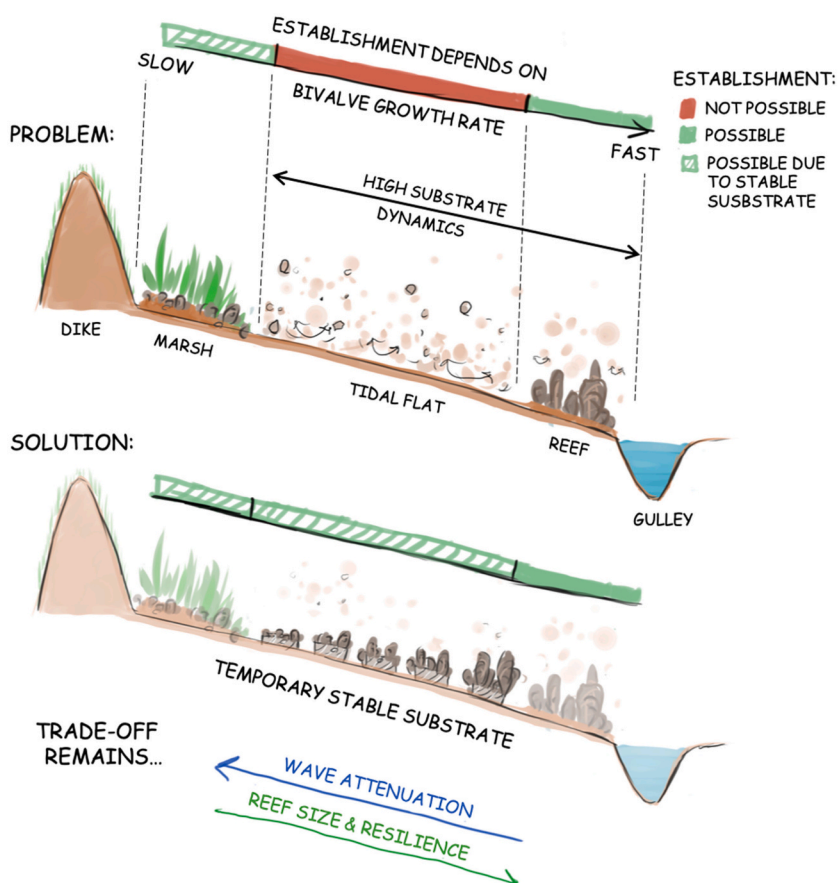 ESTABLISHMENT DEPENDS ON
SLOW
BIVALVE GROWTH RATE
FAST
ESTABLISHMENT:
NOT POSSIBLE
POSSIBLE
POSSIBLE DUE
TO STABLE
SUSBSTRATE
PROBLEM:
HIGH SUBSTRATE
DYNAMICS
DIKE
MARSH
TIDAL FLAT
REEF
GULLEY
SOLUTION:
TEMPORARY STABLE SUBSTRATE
TRADE-OFF
REMAINS...
WAVE ATTENUATION
REEF SIZE & RESILIENCE